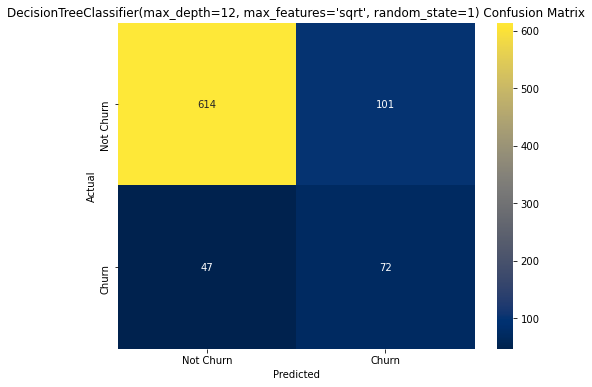 DecisionTreeClassifier(max_depth=12, max_features='sqrt', random_state=1) Confusion Matrix
Not Churn
Churn
Actual
614
101
47
72
Not Churn
Churn
Predicted
600
500
400
300
200
100